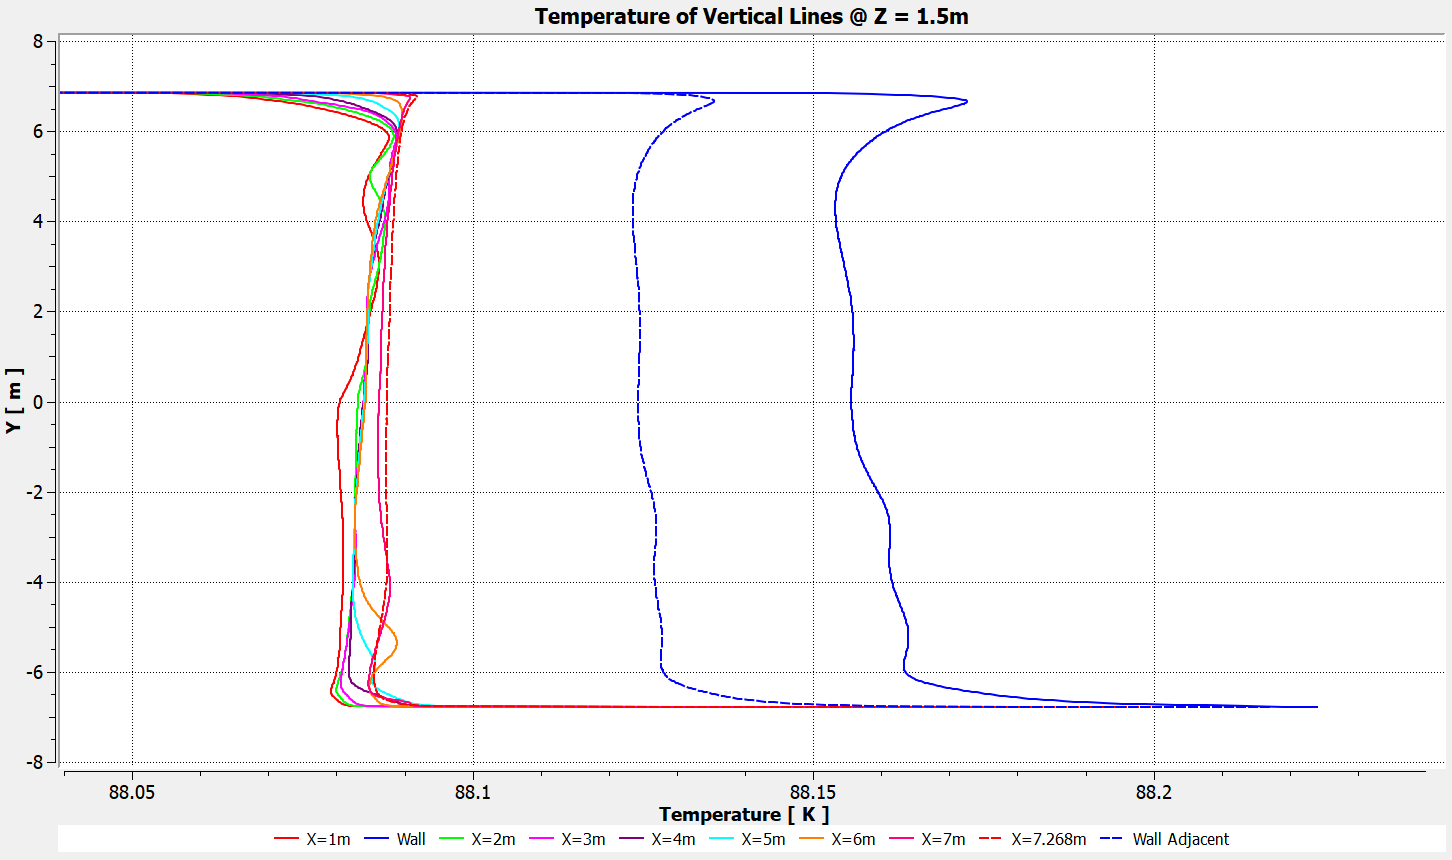 Temperature of Vertical Lines @ Z = 1.5m
8
6
4
2
0
-2
-4
-6
-8
Y [ m ]
88.05 88.1 88.15 88.2
Temperature [ K ]
X=1m Wall X=2m X=3m X=4m X=5m X=6m X=7m X=7.268m Wall Adjacent